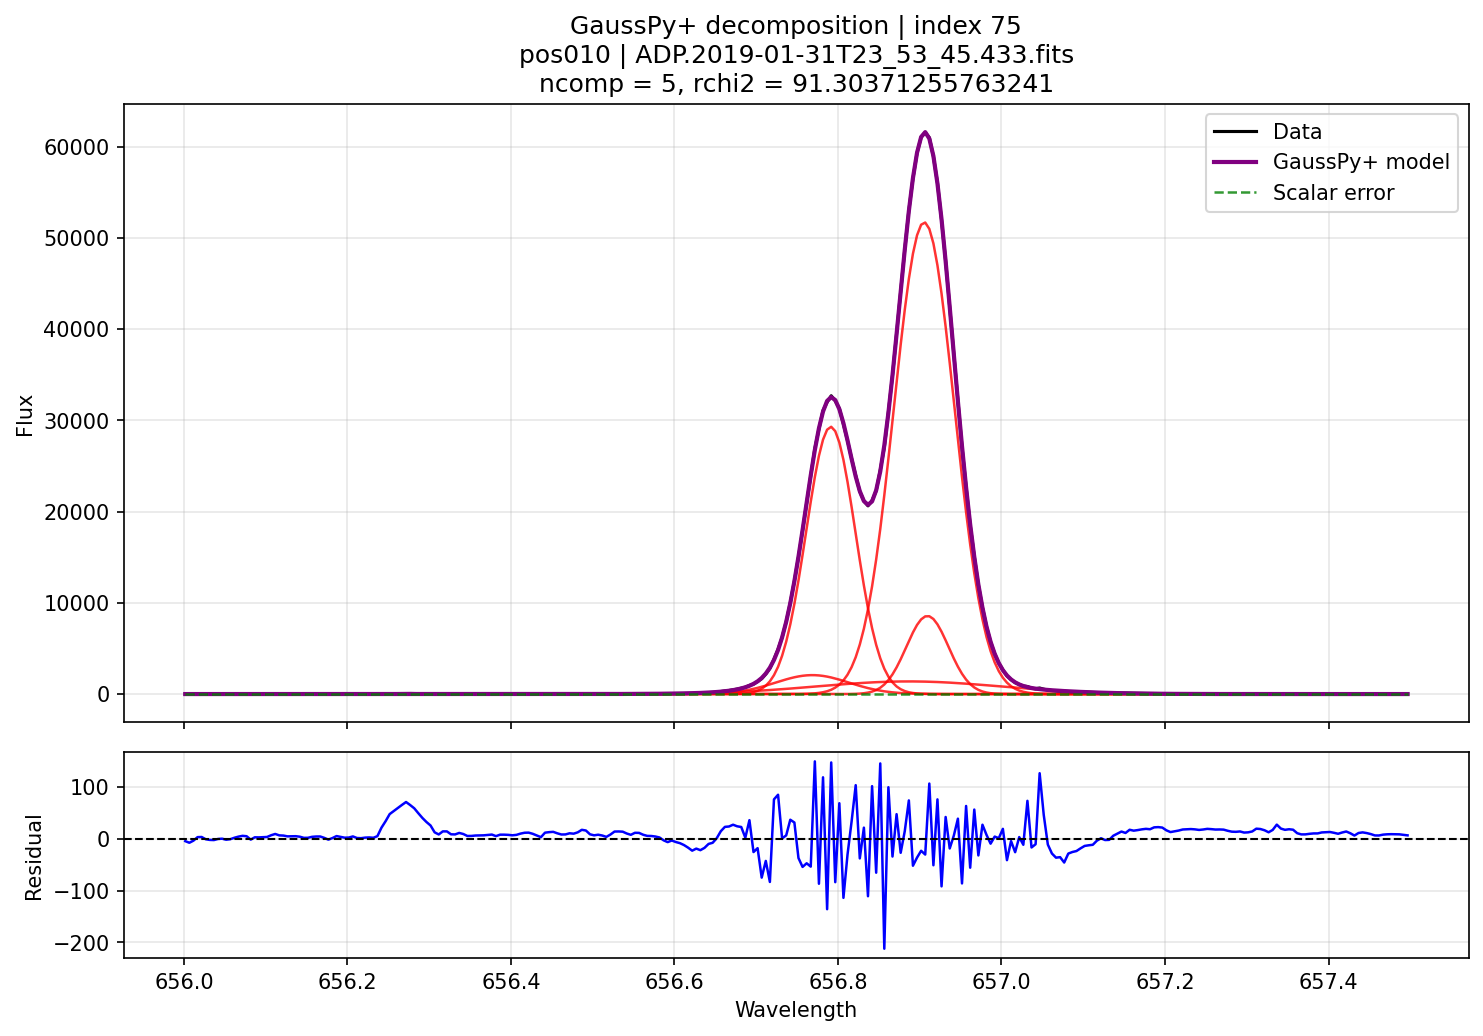 GaussPy+ decomposition | index 75
pos010 | ADP.2019-01-31T23_53_45.433.fits
ncomp = 5, rchi2 = 91.30371255763241
Data
GaussPy+ model
Scalar error
Flux
60000
50000
40000
30000
20000
10000
0
Residual
100
0
−100
−200
656.0 656.2 656.4 656.6 656.8 657.0 657.2 657.4
Wavelength